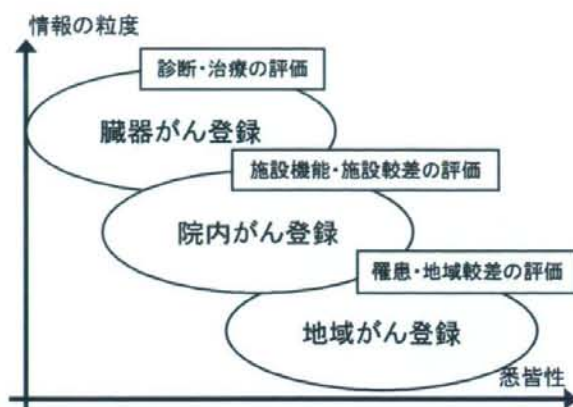 情報の粒度
診断・治療の評価
臓器がん登録
施設機能・施設較差の評価
院内がん登録
罹患・地域較差の評価
地域がん登録
悉皆性